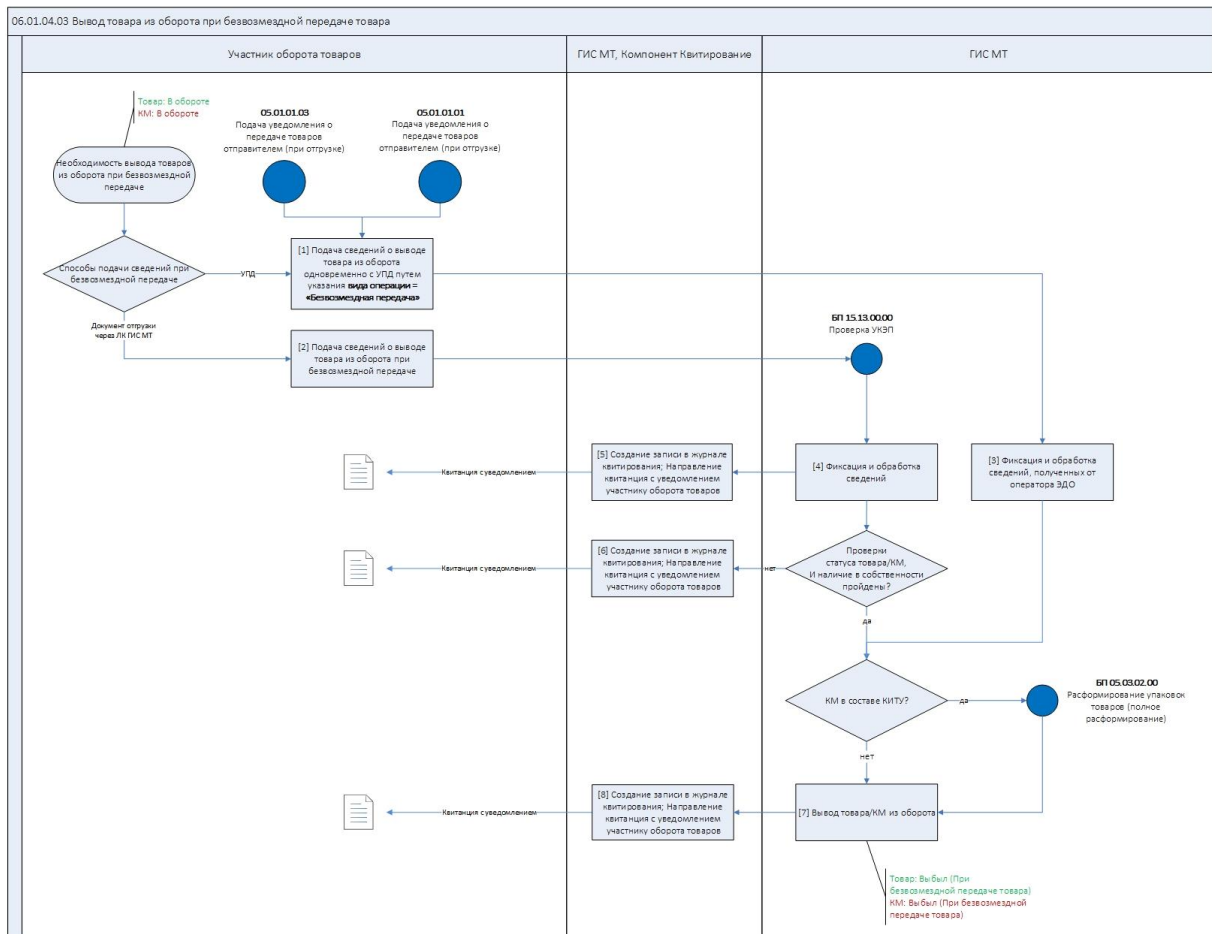 06.01.04.03 Вывод товара из оборота при безвозмездной передаче товара
Участник оборота товаров
ГИС МТ, Компонент Квитирование
ГИС МТ
Товар: В обороте
КМ: В обороте
05.01.01.03
Подача уведомления о
передаче товаров
отправителем (при отгрузке)
05.01.01.01
Подача уведомления о
передаче товаров
отправителем (при отгрузке)
Необходимость вывода товаров
из оборота при безвозмездной
передаче
Способы подачи сведений при
безвозмездной передаче
УПД
[1] Подача сведений о выводе
товара из оборота
одновременно с УПД путем
указания вида операции =
«Безвозмездная передача»
Документ отгрузки
через ЛК ГИС МТ
[2] Подача сведений о выводе
товара из оборота при
безвозмездной передаче
БП 15.13.00.00
Проверка УКЭП
Квитанция с уведомлением
[5] Создание записи в журнале
квитирования; Направление
квитанция с уведомлением
участнику оборота товаров
[4] Фиксация и обработка
сведений
[3] Фиксация и обработка
сведений, полученных от
оператора ЭДО
Квитанция с уведомлением
[6] Создание записи в журнале
квитирования; Направление
квитанция с уведомлением
участнику оборота товаров
нет
Проверки
статуса товара/КМ,
И наличие в собственности
пройдены?
да
КМ в составе КИТУ?
да
БП 05.03.02.00
Расформирование упаковок
товаров (полное
расформирование)
нет
Квитанция с уведомлением
[8] Создание записи в журнале
квитирования; Направление
квитанция с уведомлением
участнику оборота товаров
[7] Вывод товара/КМ из оборота
Товар: Выбыл (При
безвозмездной передаче товара)
КМ: Выбыл (При безвозмездной
передаче товара)